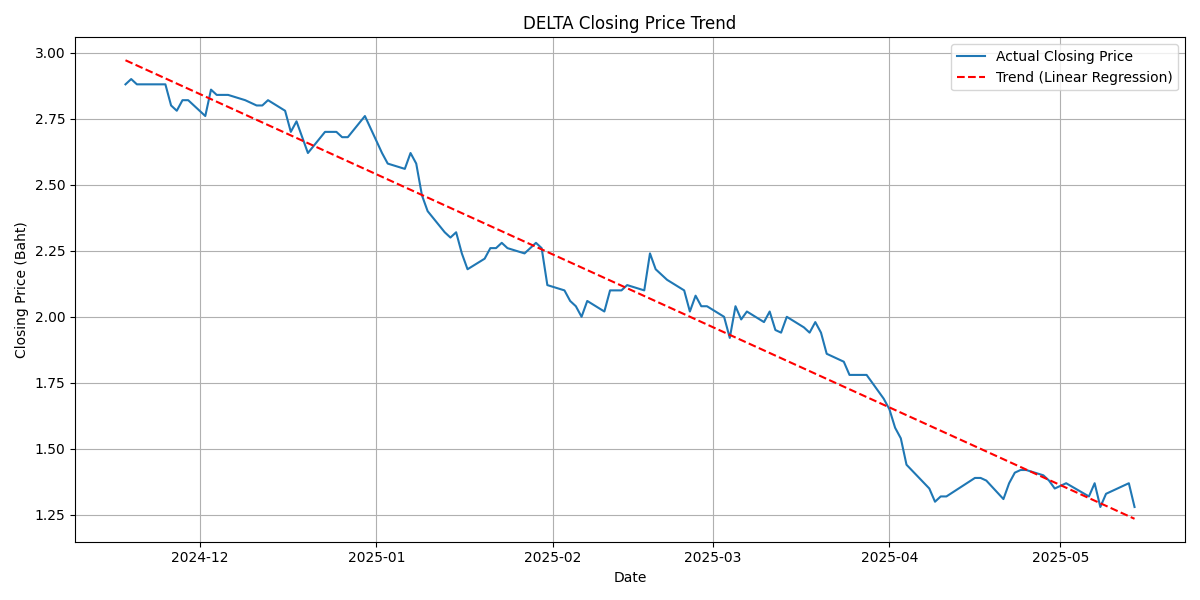 DELTA Closing Price Trend
Actual Closing Price
Trend (Linear Regression)
Closing Price (Baht)
3.00
2.75
2.50
2.25
2.00
1.75
1.50
1.25
2024-12
2025-01
2025-02
2025-03
2025-04
2025-05
Date